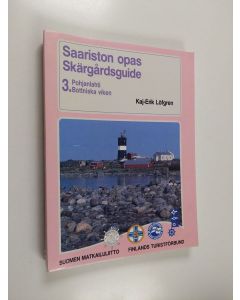 Saariston opas
Skärgårdsguide
3. Pohjanlahti
Bottniska viken
Kaj-Erik Löfgren
SUOMEN MATKAILULIITTO FINLANDS TURISTFÖRBUND